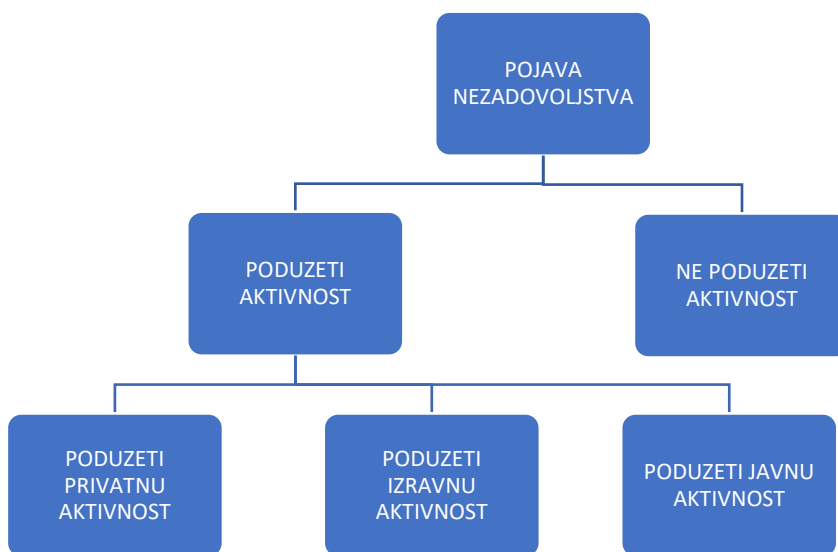 POJAVA
NEZADOVOLJSTVA
PODUZETI
AKTIVNOST
NE PODUZETI
AKTIVNOST
PODUZETI
PRIVATNU
AKTIVNOST
PODUZETI
IZRAVNU
AKTIVNOST
PODUZETI JAVNU
AKTIVNOST